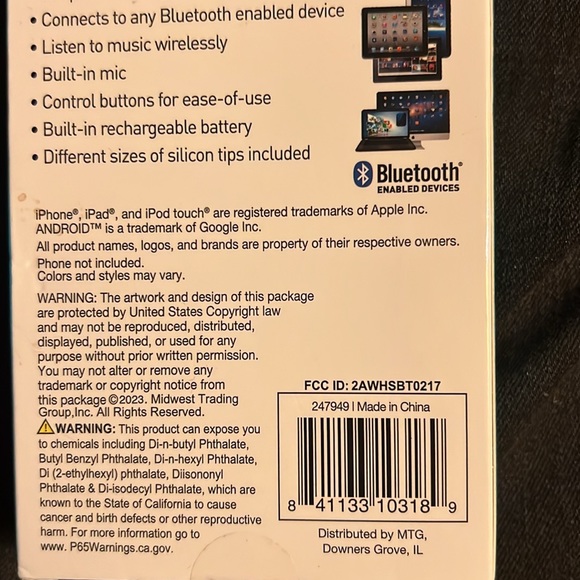 • Connects to any Bluetooth enabled device
• Listen to music wirelessly
• Built-in mic
• Control buttons for ease-of-use
• Built-in rechargeable battery
• Different sizes of silicon tips included
Bluetooth®
ENABLED DEVICES
iPhone®, iPad®, and iPod touch® are registered trademarks of Apple Inc.
ANDROID™ is a trademark of Google Inc.
All product names, logos, and brands are property of their respective owners.
Phone not included.
Colors and styles may vary.
WARNING: The artwork and design of this package
are protected by United States Copyright law
and may not be reproduced, distributed,
displayed, published, or used for any
purpose without prior written permission.
You may not alter or remove any
trademark or copyright notice from
this package ©2023. Midwest Trading
Group,Inc. All Rights Reserved.
WARNING: This product can expose you
to chemicals including Di-n-butyl Phthalate,
Butyl Benzyl Phthalate, Di-n-hexyl Phthalate,
Di (2-ethylhexyl) phthalate, Diisononyl
Phthalate & Di-isodecyl Phthalate, which are
known to the State of California to cause
cancer and birth defects or other reproductive
harm. For more information go to
www. P65Warnings.ca.gov.
FCC ID: 2AWHSBT0217
247949 | Made in China
8 41133 10318 9
Distributed by MTG,
Downers Grove, IL